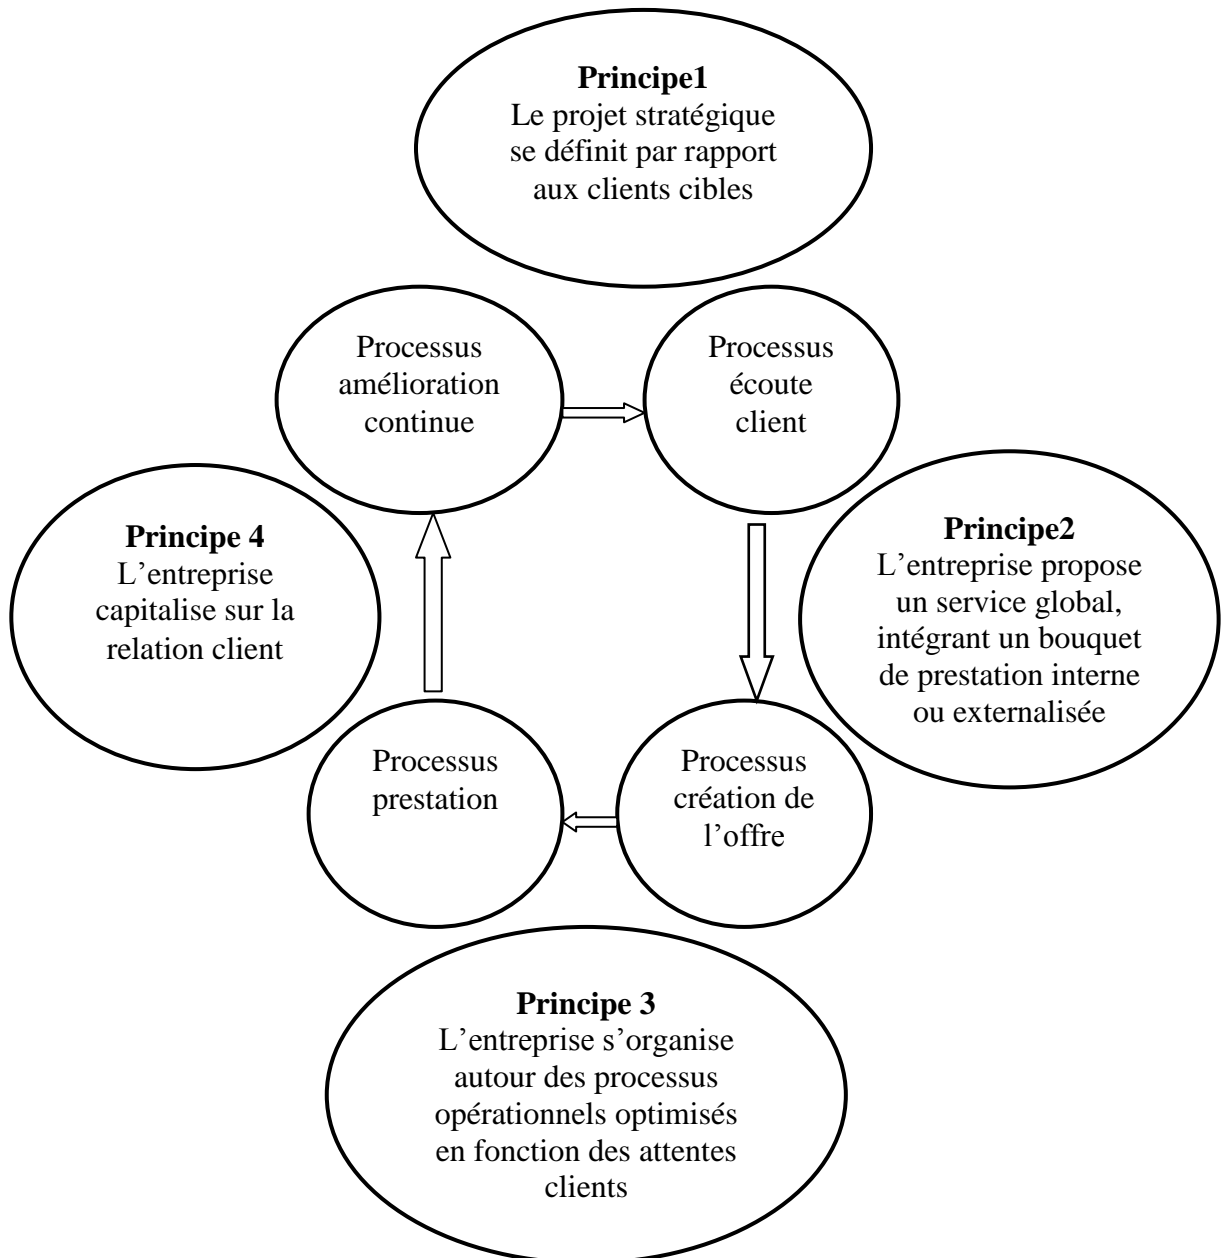 Principe1
Le projet stratégique
se définit par rapport
aux clients cibles
Processus
amélioration
continue
Processus
écoute
client
Principe 4
L’entreprise
capitalise sur la
relation client
Principe2
L’entreprise propose
un service global,
intégrant un bouquet
de prestation interne
ou externalisée
Processus
prestation
Processus
création de
l’offre
Principe 3
L’entreprise s’organise
autour des processus
opérationnels optimisés
en fonction des attentes
clients